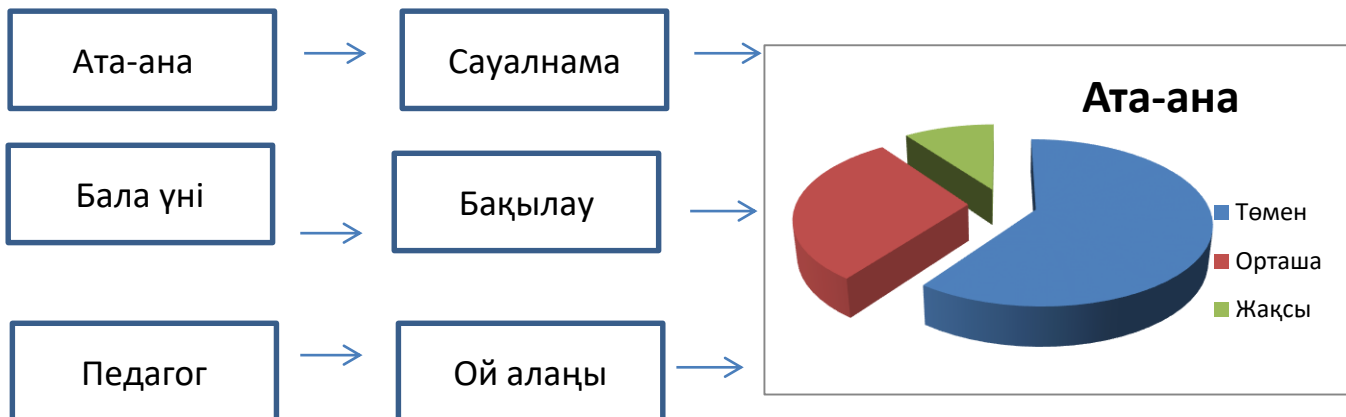 Ата-ана
Сауалнама
Бала үні
Бақылау
Педагог
Ой алаңы
Ата-ана
Төмен
Орташа
Жақсы